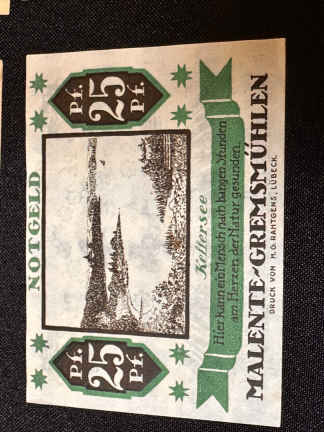 NOTGELD
Pf. 25 Pf.
Pf. 25 Pf.
Kellersee
Hier kann ein Mensch nach bangen Stunden
am Herzen der Natur gesunden.
MALENTE-GREMSMÜHLEN
DRUCK VON H.G. RAHTGENS, LÜBECK.